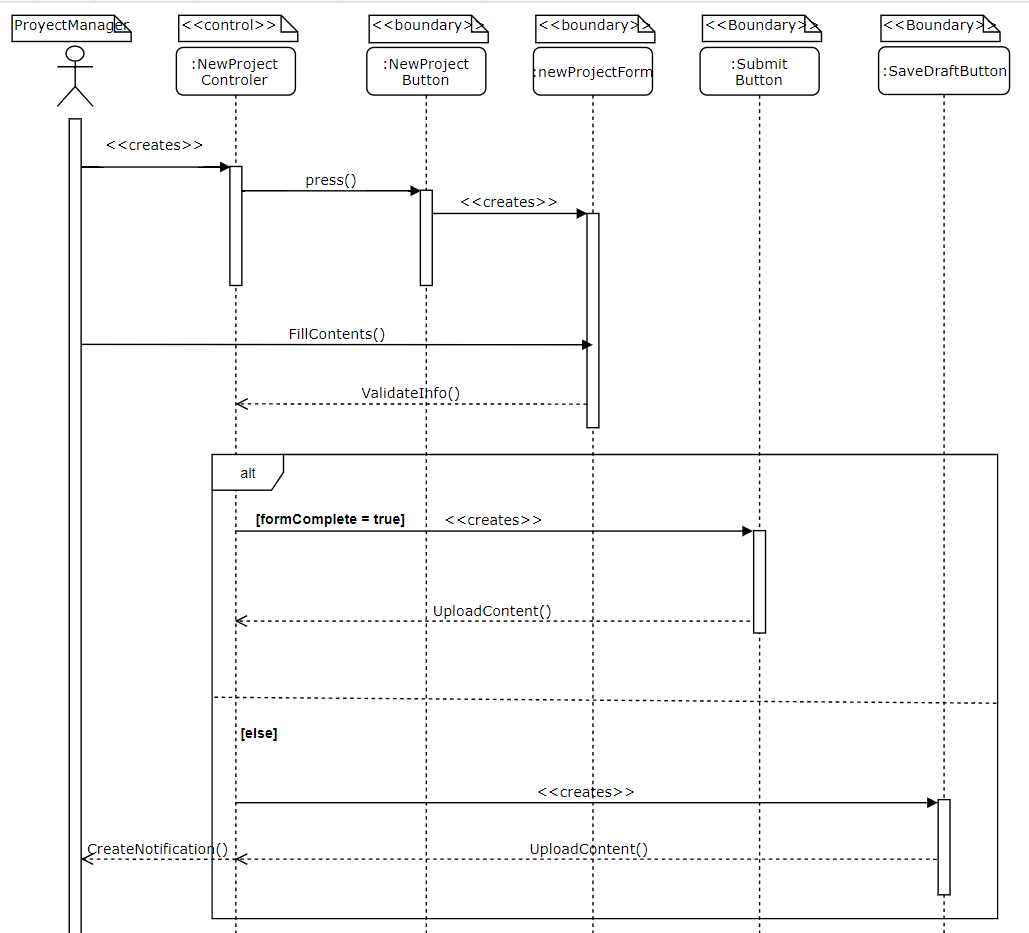 ProyectManager
<<control>>
<<boundary>>
<<boundary>>
<<Boundary>>
<<Boundary>>
:NewProject
Controler
:NewProject
Button
:newProjectForm
:Submit
Button
:SaveDraftButton
<<creates>>
press()
<<creates>>
FillContents()
ValidateInfo()
alt
[formComplete = true]
<<creates>>
UploadContent()
[else]
<<creates>>
CreateNotification()
UploadContent()